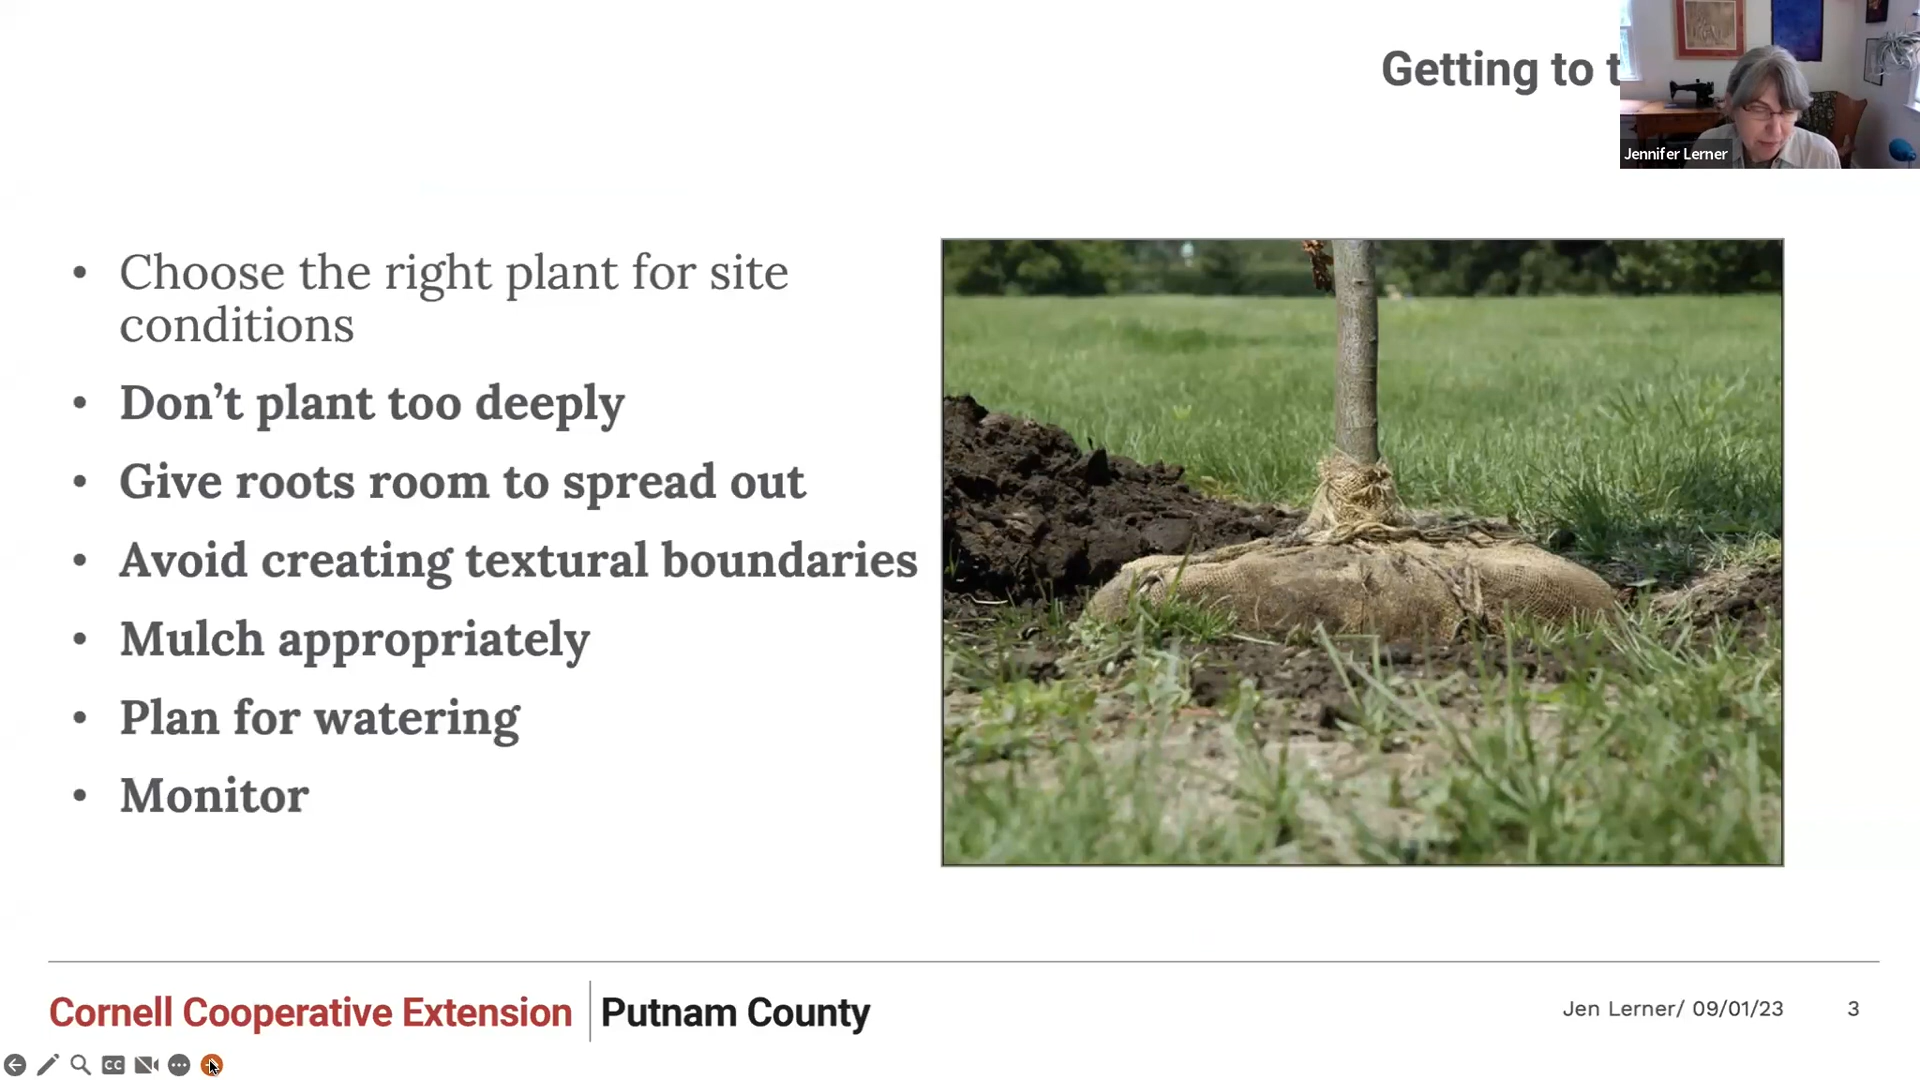 Getting to t
Jennifer Lerner
• Choose the right plant for site
conditions
• Don’t plant too deeply
• Give roots room to spread out
• Avoid creating textural boundaries
• Mulch appropriately
• Plan for watering
• Monitor
Cornell Cooperative Extension | Putnam County
Jen Lerner/ 09/01/23 3
CC